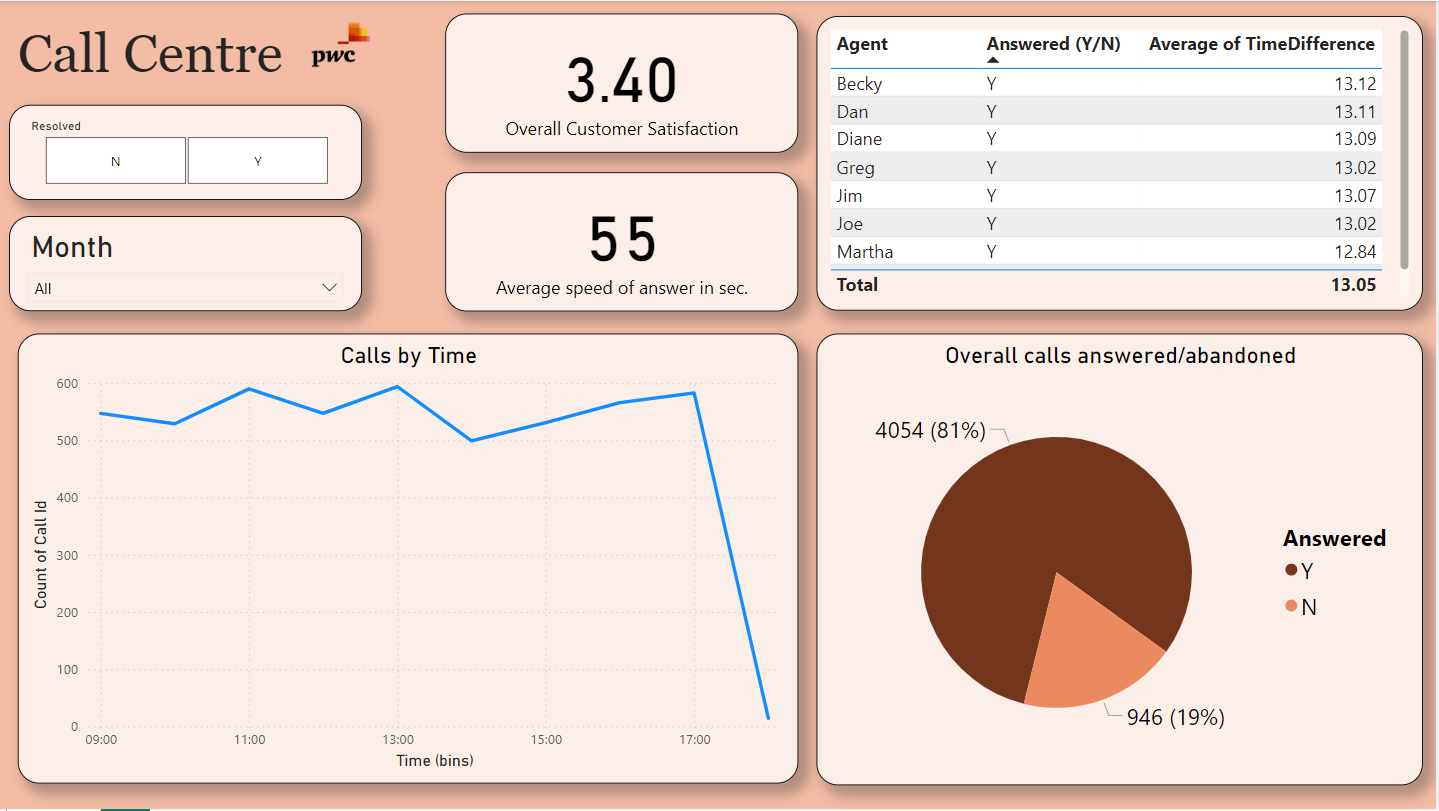 Call Centre
pwc
Resolved
N
Y
Month
All
3.40
Overall Customer Satisfaction
55
Average speed of answer in sec.
Agent Answered (Y/N) Average of TimeDifference
Becky Y 13.12
Dan Y 13.11
Diane Y 13.09
Greg Y 13.02
Jim Y 13.07
Joe Y 13.02
Martha Y 12.84
Total 13.05
Calls by Time
600
500
400
300
200
100
0
Count of Call Id
09:00 11:00 13:00 15:00 17:00
Time (bins)
Overall calls answered/abandoned
4054 (81%)
946 (19%)
Answered
Y
N